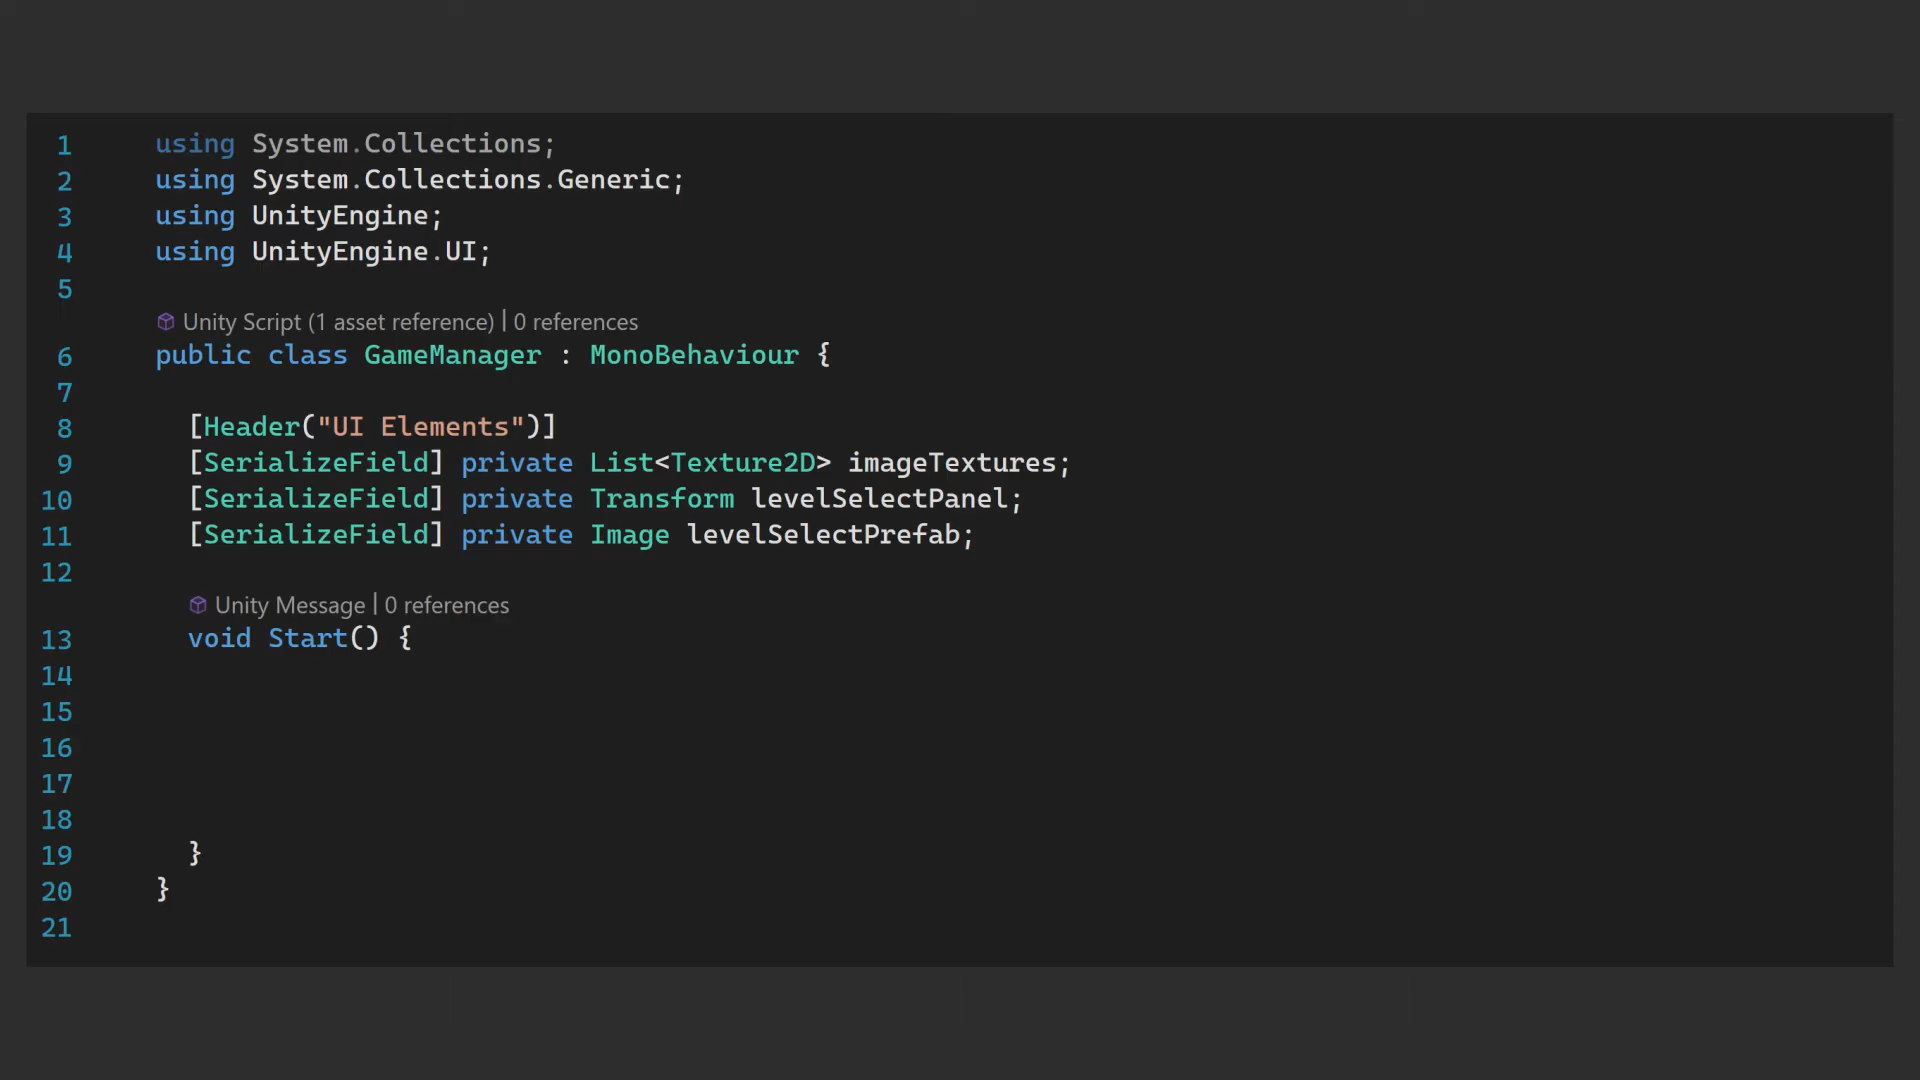 1 using System.Collections;
2 using System.Collections.Generic;
3 using UnityEngine;
4 using UnityEngine.UI;
5
Unity Script (1 asset reference) | 0 references
6 public class GameManager : MonoBehaviour {
7
8 [Header("UI Elements")]
9 [SerializeField] private List<Texture2D> imageTextures;
10 [SerializeField] private Transform levelSelectPanel;
11 [SerializeField] private Image levelSelectPrefab;
12
Unity Message | 0 references
13 void Start() {
14
15
16
17
18
19 }
20 }
21